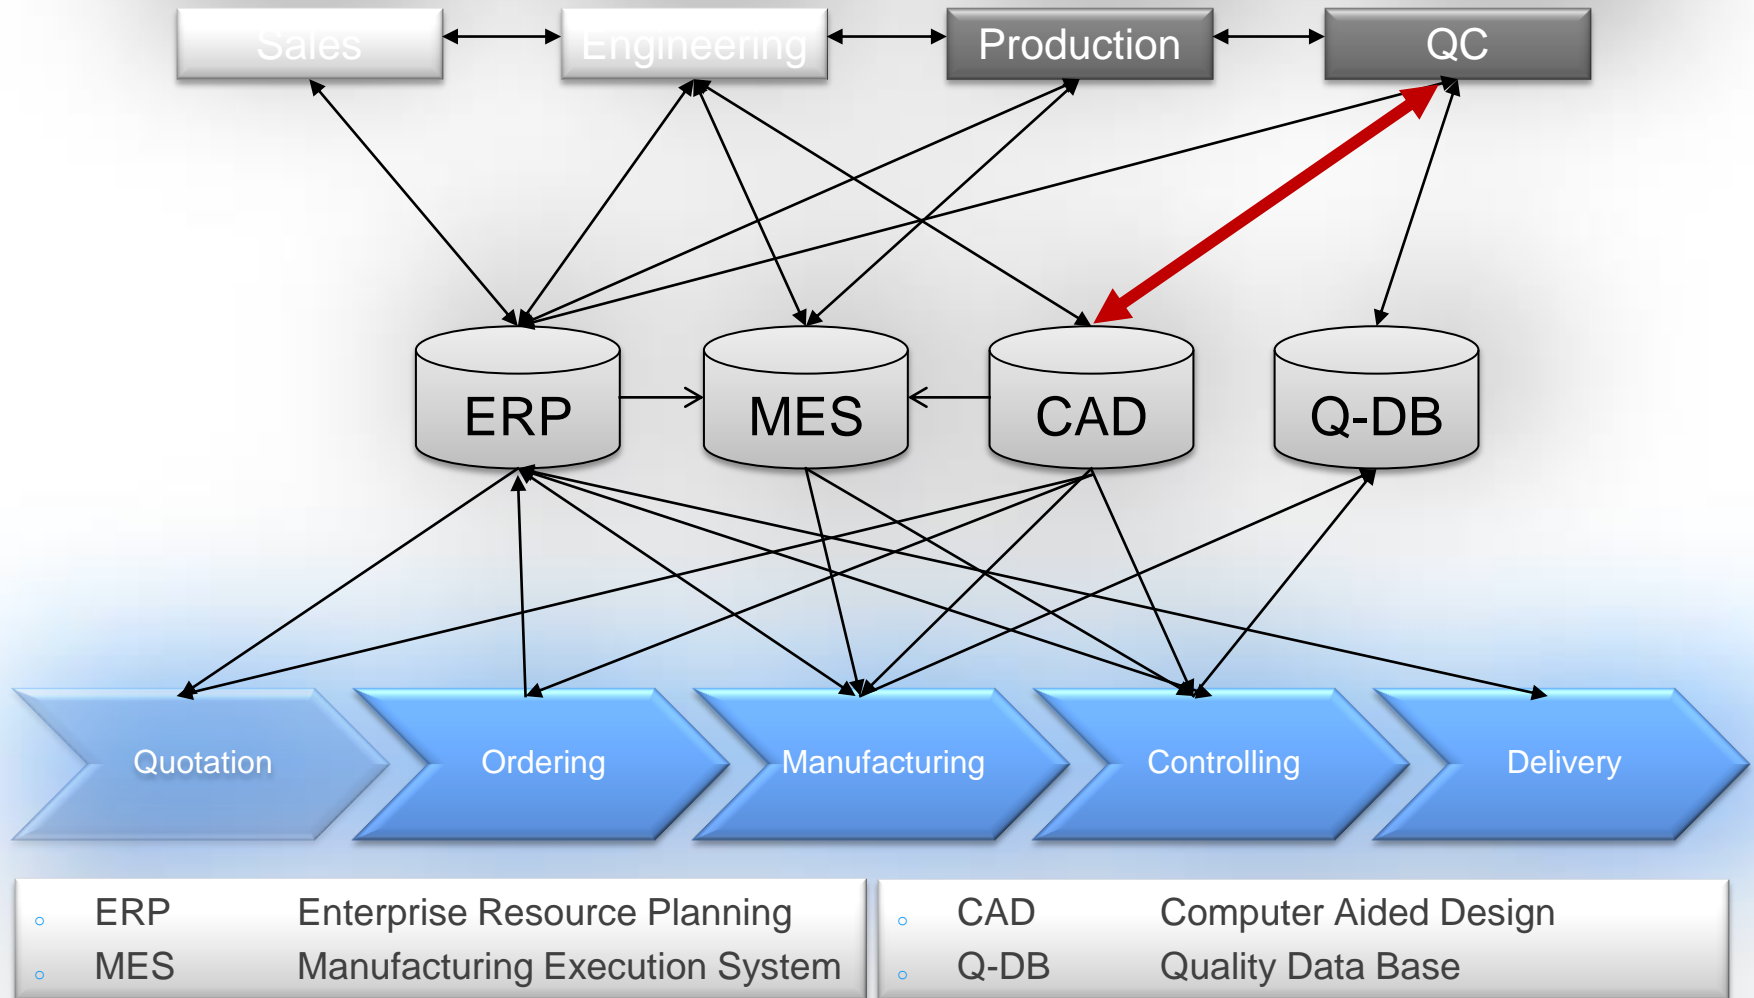 Sales
Engineering
Production
QC
ERP
MES
CAD
Q-DB
Quotation
Ordering
Manufacturing
Controlling
Delivery
ERP Enterprise Resource Planning
MES Manufacturing Execution System
CAD Computer Aided Design
Q-DB Quality Data Base